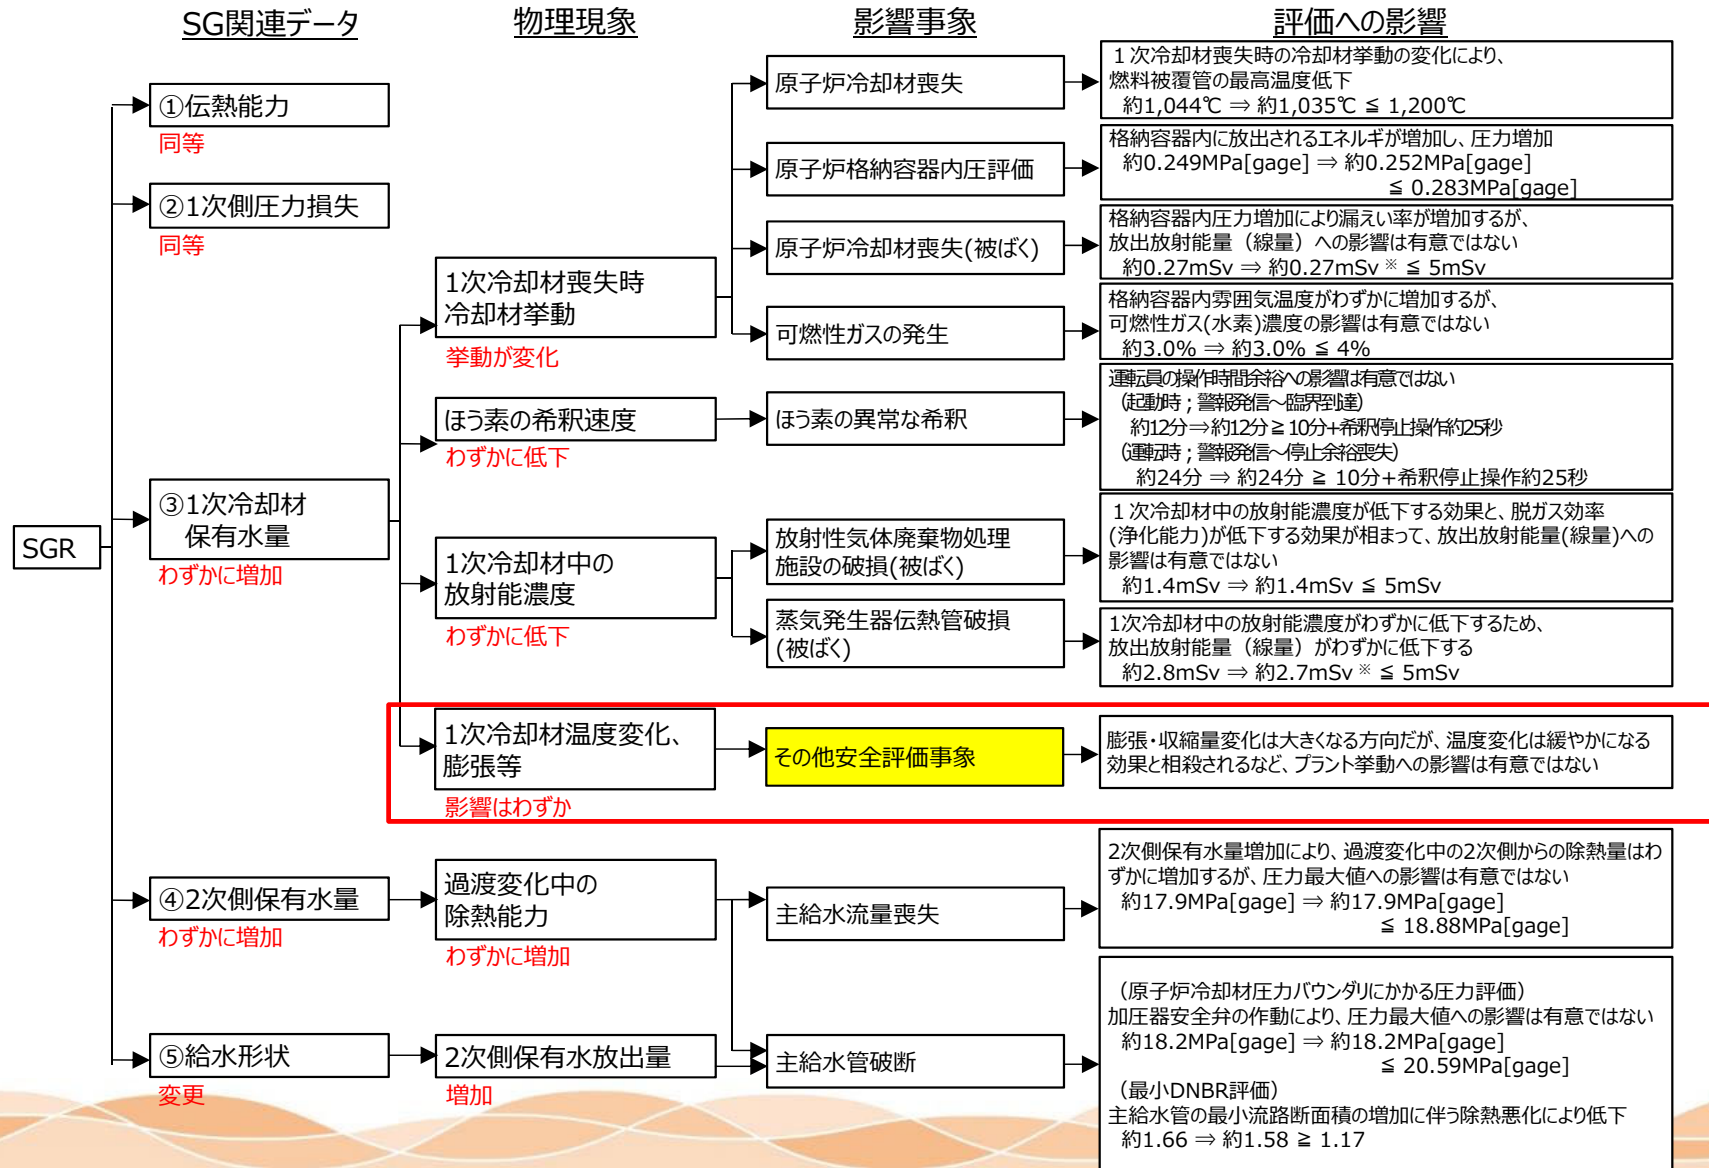 SG関連データ
物理現象
影響事象
評価への影響
SGR
①伝熱能力
同等
②1次側圧力損失
同等
③1次冷却材
保有水量
わずかに増加
④2次側保有水量
わずかに増加
⑤給水形状
変更
1次冷却材喪失時
冷却材挙動
挙動が変化
ほう素の希釈速度
わずかに低下
1次冷却材中の
放射能濃度
わずかに低下
1次冷却材温度変化、
膨張等
影響はわずか
過渡変化中の
除熱能力
わずかに増加
2次側保有水放出量
増加
原子炉冷却材喪失
原子炉格納容器内圧評価
原子炉冷却材喪失(被ばく)
可燃性ガスの発生
ほう素の異常な希釈
放射性気体廃棄物処理
施設の破損(被ばく)
蒸気発生器伝熱管破損
(被ばく)
その他安全評価事象
主給水流量喪失
主給水管破断
1次冷却材喪失時の冷却材挙動の変化により、
燃料被覆管の最高温度低下
約1,044℃ ⇒ 約1,035℃ ≦ 1,200℃
格納容器内に放出されるエネルギが増加し、圧力増加
約0.249MPa[gage] ⇒ 約0.252MPa[gage]
≦ 0.283MPa[gage]
格納容器内圧力増加により漏えい率が増加するが、
放出放射能量（線量）への影響は有意ではない
約0.27mSv ⇒ 約0.27mSv ※ ≦ 5mSv
格納容器内雰囲気温度がわずかに増加するが、
可燃性ガス(水素)濃度の影響は有意ではない
約3.0% ⇒ 約3.0% ≦ 4%
運転員の操作時間余裕への影響は有意ではない
（起動時；警報発信～臨界到達）
約12分⇒約12分≧10分+希釈停止操作約25秒
（運転時；警報発信～停止余裕喪失）
約24分 ⇒ 約24分 ≧ 10分+希釈停止操作約25秒
1次冷却材中の放射能濃度が低下する効果と、脱ガス効率
(浄化能力)が低下する効果が相まって、放出放射能量(線量)への
影響は有意ではない
約1.4mSv ⇒ 約1.4mSv ≦ 5mSv
1次冷却材中の放射能濃度がわずかに低下するため、
放出放射能量（線量）がわずかに低下する
約2.8mSv ⇒ 約2.7mSv ※ ≦ 5mSv
膨張・収縮量変化は大きくなる方向だが、温度変化は緩やかになる
効果と相殺されるなど、プラント挙動への影響は有意ではない
2次側保有水量増加により、過渡変化中の2次側からの除熱量はわ
ずかに増加するが、圧力最大値への影響は有意ではない
約17.9MPa[gage] ⇒ 約17.9MPa[gage]
≦ 18.88MPa[gage]
（原子炉冷却材圧力バウンダリにかかる圧力評価）
加圧器安全弁の作動により、圧力最大値への影響は有意ではない
約18.2MPa[gage] ⇒ 約18.2MPa[gage]
≦ 20.59MPa[gage]
（最小DNBR評価）
主給水管の最小流路断面積の増加に伴う除熱悪化により低下
約1.66 ⇒ 約1.58 ≧ 1.17